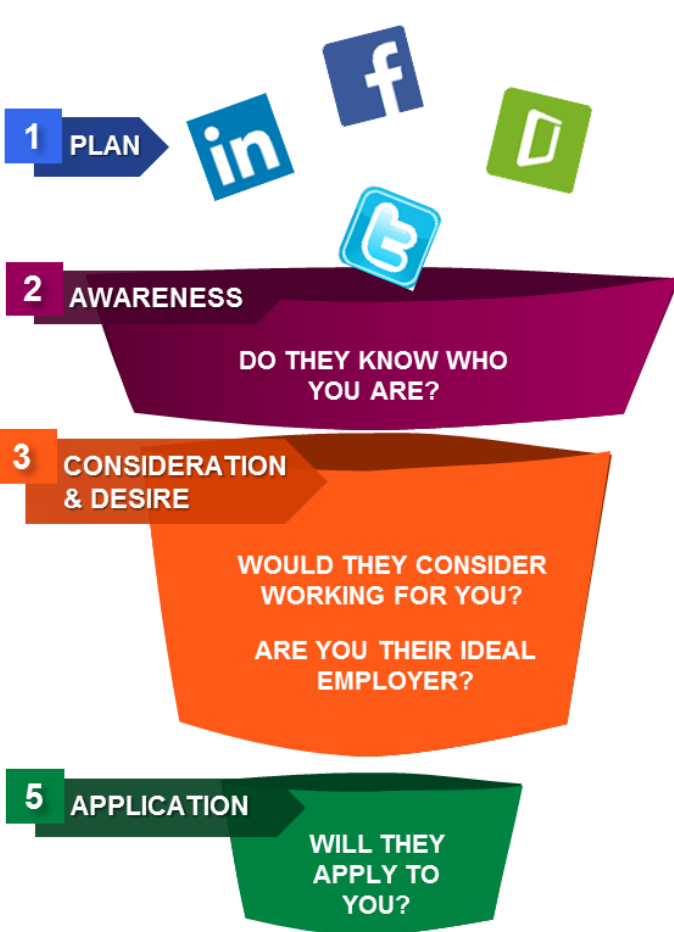 in
f
1
PLAN
2
AWARENESS
DO THEY KNOW WHO
YOU ARE?
3
CONSIDERATION
& DESIRE
WOULD THEY CONSIDER
WORKING FOR YOU?
ARE YOU THEIR IDEAL
EMPLOYER?
5
APPLICATION
WILL THEY
APPLY TO
YOU?